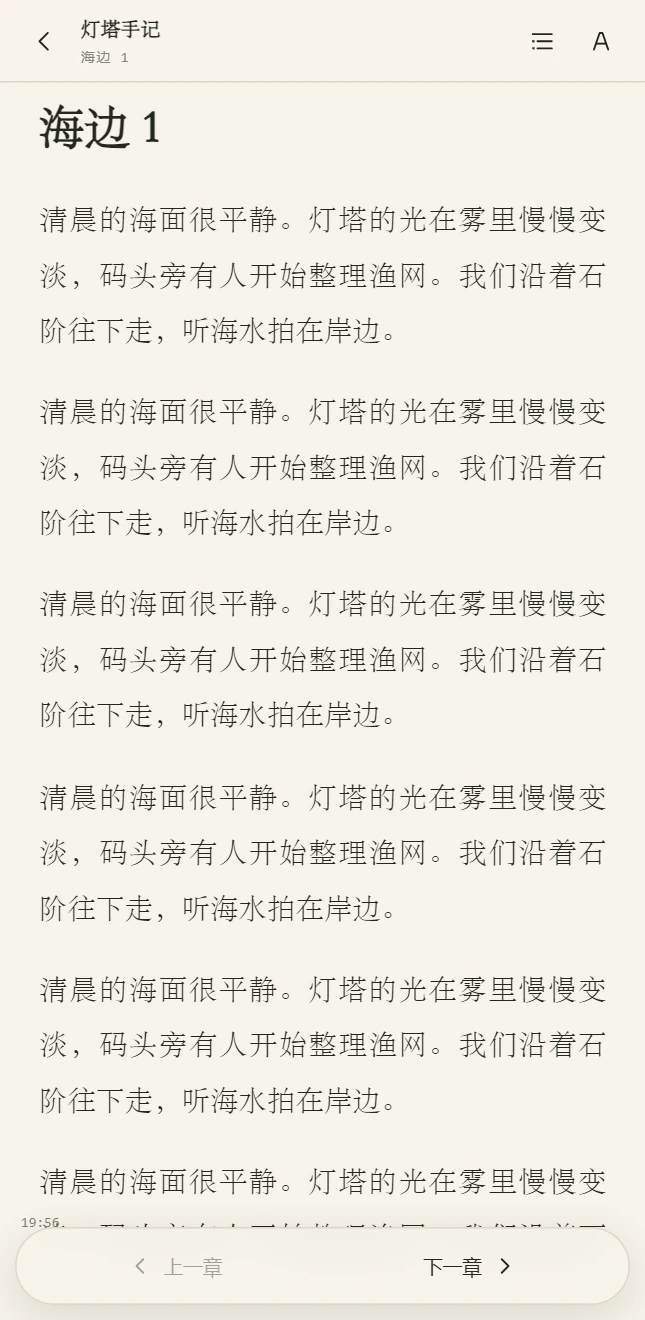 灯塔手记
海边 1
A
海边 1
清晨的海面很平静。灯塔的光在雾里慢慢变
淡，码头旁有人开始整理渔网。我们沿着石
阶往下走，听海水拍在岸边。
清晨的海面很平静。灯塔的光在雾里慢慢变
淡，码头旁有人开始整理渔网。我们沿着石
阶往下走，听海水拍在岸边。
清晨的海面很平静。灯塔的光在雾里慢慢变
淡，码头旁有人开始整理渔网。我们沿着石
阶往下走，听海水拍在岸边。
清晨的海面很平静。灯塔的光在雾里慢慢变
淡，码头旁有人开始整理渔网。我们沿着石
阶往下走，听海水拍在岸边。
清晨的海面很平静。灯塔的光在雾里慢慢变
淡，码头旁有人开始整理渔网。我们沿着石
阶往下走，听海水拍在岸边。
清晨的海面很平静。灯塔的光在雾里慢慢变
19:56
上一章
下一章